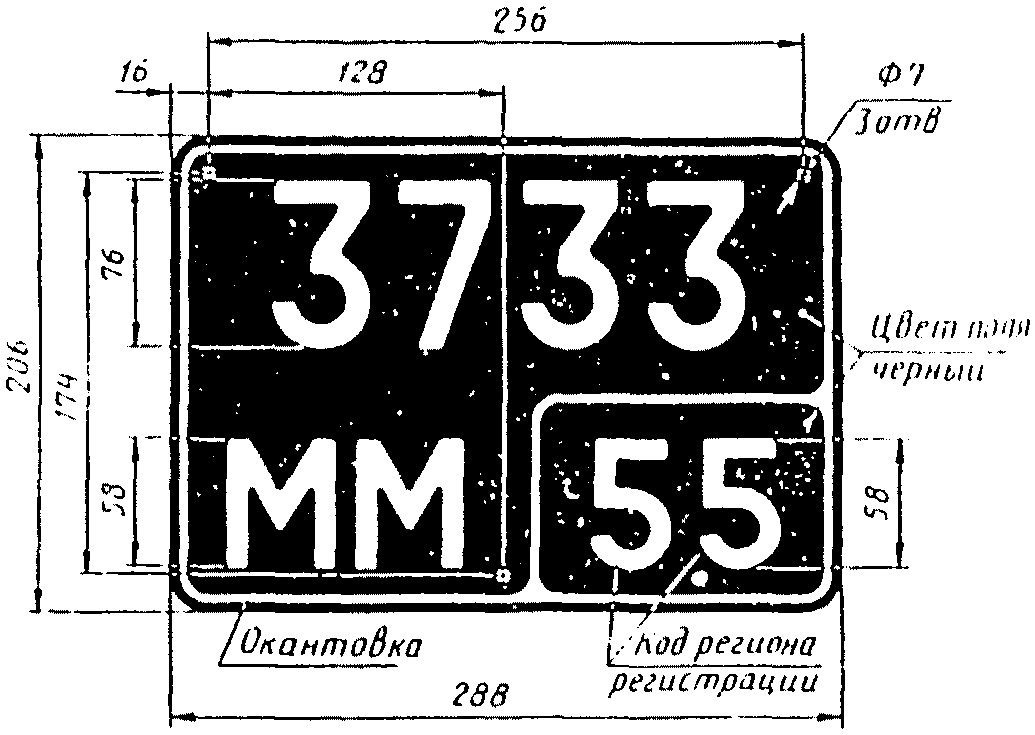 256
16
128
Ф7
3отв
3733
76
206
174
Цвет поля
черный
ММ 55
58
58
Окантовка
Код региона
регистрации
288